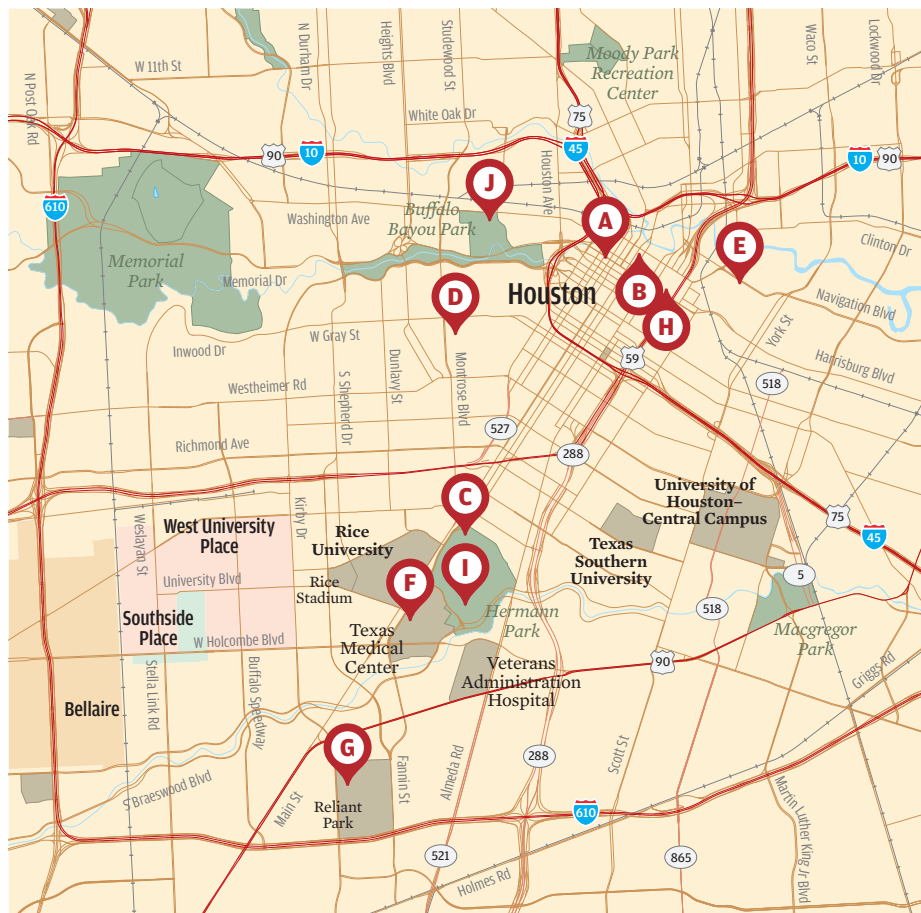 N Post Oak Rd
W 11th St
N Durham Dr
Heights Blvd
Studewood St
Moody Park
Recreation
Center
Waco St
Lockwood Dr
White Oak Dr
75
45
90
10
Houston Ave
10
90
610
J
Washington Ave
Buffalo
Bayou Park
A
E
Clinton Dr
Memorial
Park
Memorial Dr
D
Houston
B
H
Navigation Blvd
York St
W Gray St
Inwood Dr
59
Harrisburg Blvd
Dunlavy St
Montrose Blvd
S Shepherd Dr
Westheimer Rd
518
527
Richmond Ave
288
C
University of
Houston–
Central Campus
75
45
Kirby Dr
Weslayan St
West University
Place
Rice
University
Texas
Southern
University
F
I
5
University Blvd
Rice
Stadium
518
Southside
Place
Hermann
Park
W Holcombe Blvd
Texas
Medical
Center
Macgregor
Park
Veterans
Administration
Hospital
90
Griggs Rd
Stella Link Rd
Buffalo Speedway
Bellaire
G
Fannin St
Almeda Rd
288
Scott St
S Braeswood Blvd
Main St
Reliant
Park
610
Martin Luther King Jr Blvd
521
865
Holmes Rd